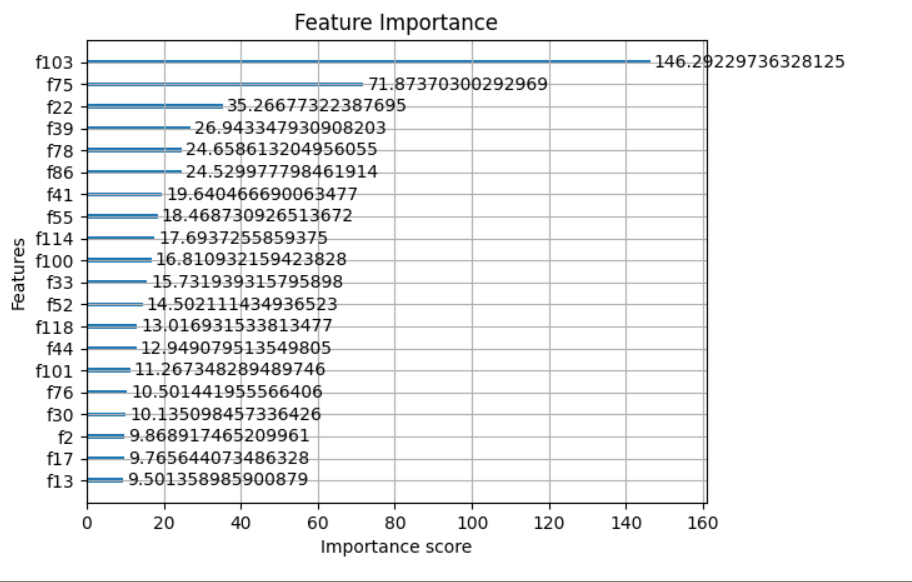 Feature Importance
f103 146.29229736328125
f75 71.87370300292969
f22 35.26677322387695
f39 26.943347930908203
f78 24.658613204956055
f86 24.529977798461914
f41 19.640466690063477
f55 18.468730926513672
f114 17.6937255859375
f100 16.810932159423828
f33 15.731939315795898
f52 14.502111434936523
f118 13.016931533813477
f44 12.949079513549805
f101 11.267348289489746
f76 10.501441955566406
f30 10.135098457336426
f2 9.868917465209961
f17 9.765644073486328
f13 9.501358985900879
0 20 40 60 80 100 120 140 160
Importance score
Features